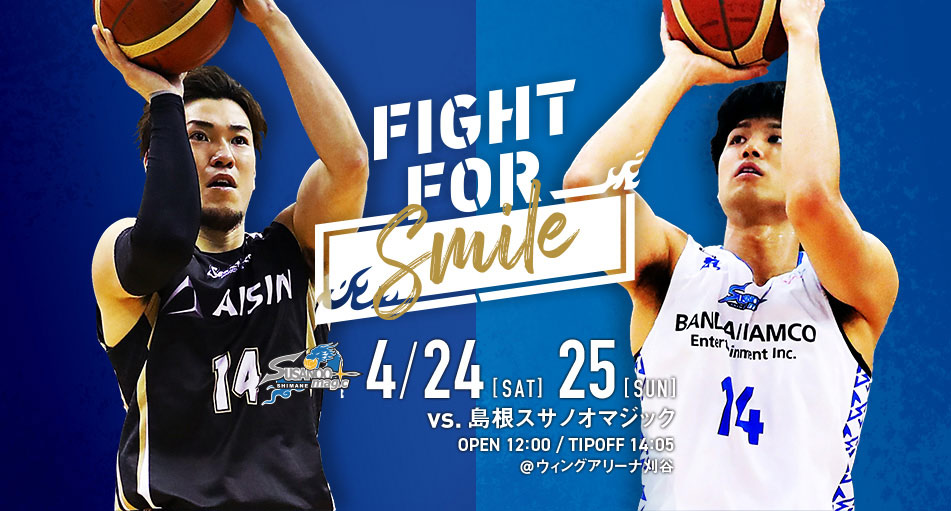 FIGHT
FOR
Smile
AISIN
14
BANDAI NAMCO
Entertainment Inc.
14
SUSANOO
SHIMANE magic
4/24 [SAT] 25 [SUN]
vs. 島根スサノオマジック
OPEN 12:00 / TIPOFF 14:05
@ウィングアリーナ刈谷